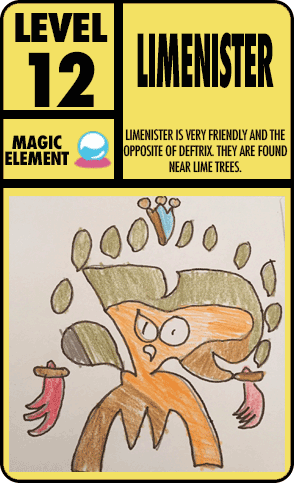 LEVEL
12
LIMENISTER
MAGIC
ELEMENT
LIMENISTER IS VERY FRIENDLY AND THE
OPPOSITE OF DEFTRIX. THEY ARE FOUND
NEAR LIME TREES.